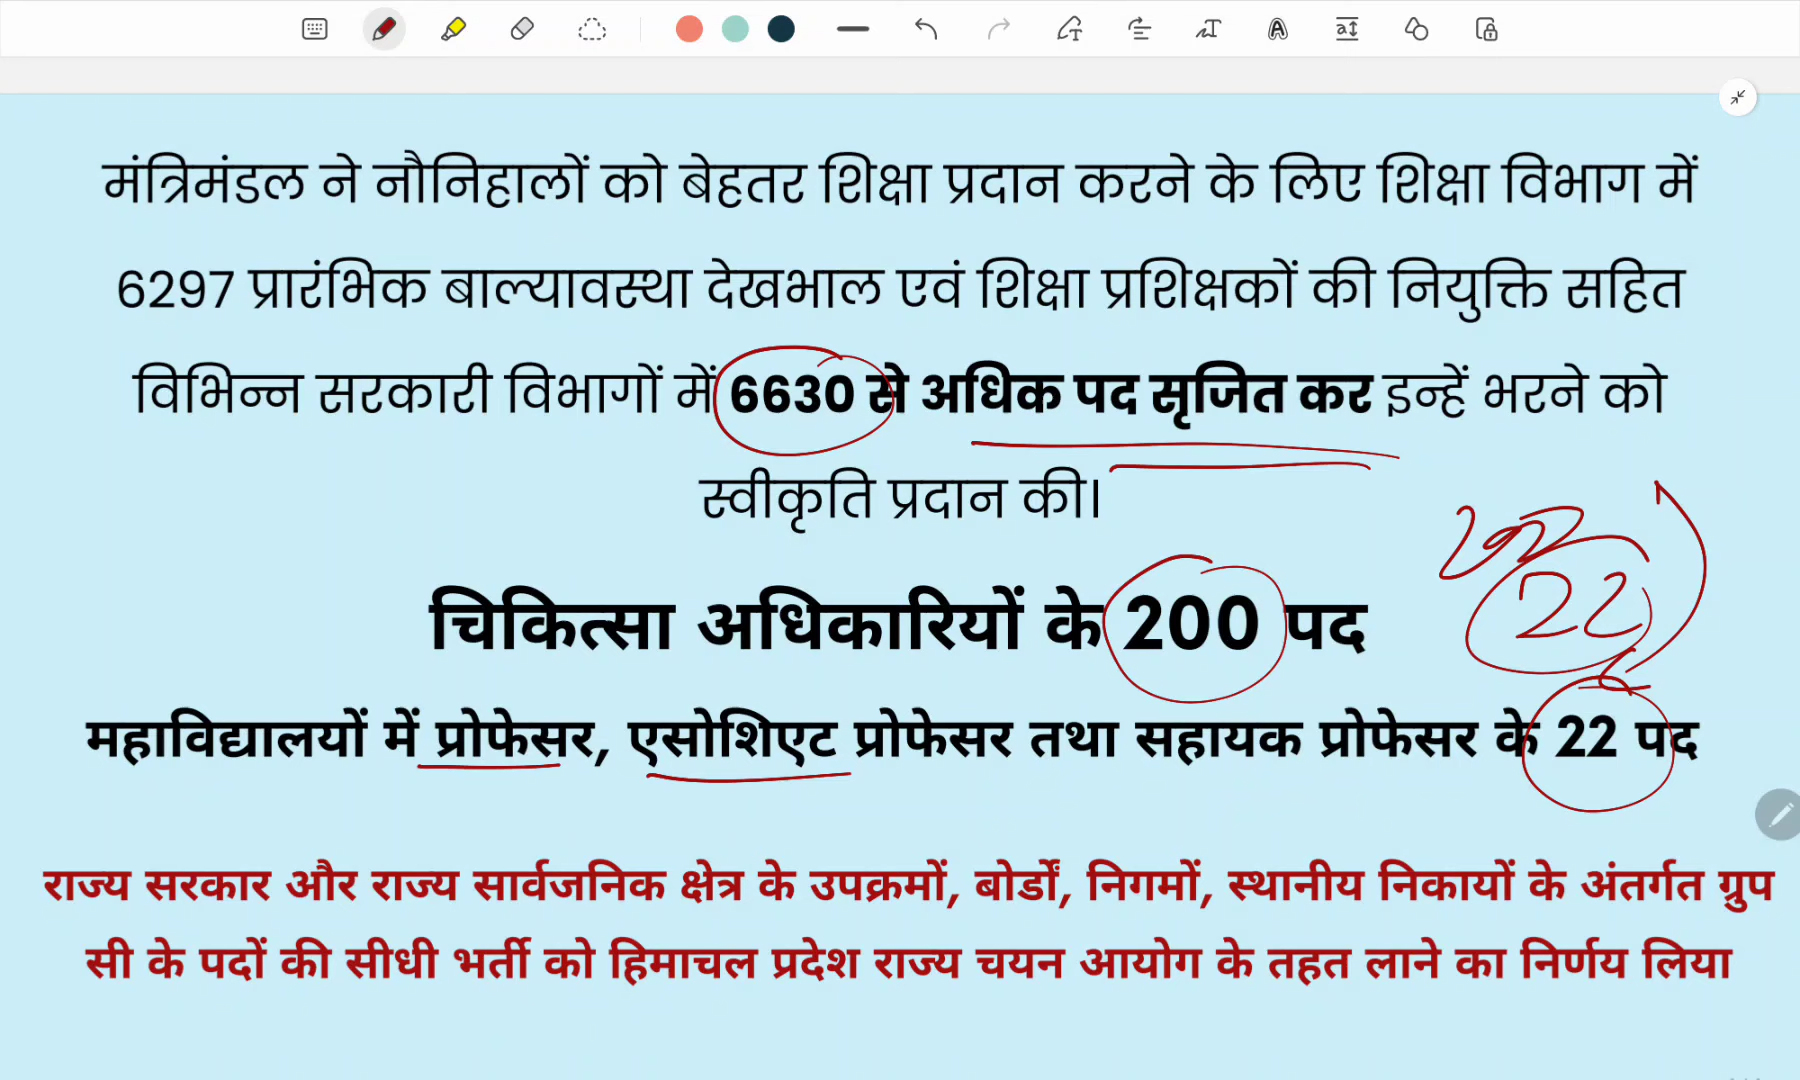 मंत्रिमंडल ने नौनिहालों को बेहतर शिक्षा प्रदान करने के लिए शिक्षा विभाग में
6297 प्रारंभिक बाल्यावस्था देखभाल एवं शिक्षा प्रशिक्षकों की नियुक्ति सहित
विभिन्न सरकारी विभागों में 6630 से अधिक पद सृजित कर इन्हें भरने को
स्वीकृति प्रदान की।
चिकित्सा अधिकारियों के 200 पद
22
महाविद्यालयों में प्रोफेसर, एसोशिएट प्रोफेसर तथा सहायक प्रोफेसर के 22 पद
राज्य सरकार और राज्य सार्वजनिक क्षेत्र के उपक्रमों, बोर्डों, निगमों, स्थानीय निकायों के अंतर्गत ग्रुप
सी के पदों की सीधी भर्ती को हिमाचल प्रदेश राज्य चयन आयोग के तहत लाने का निर्णय लिया